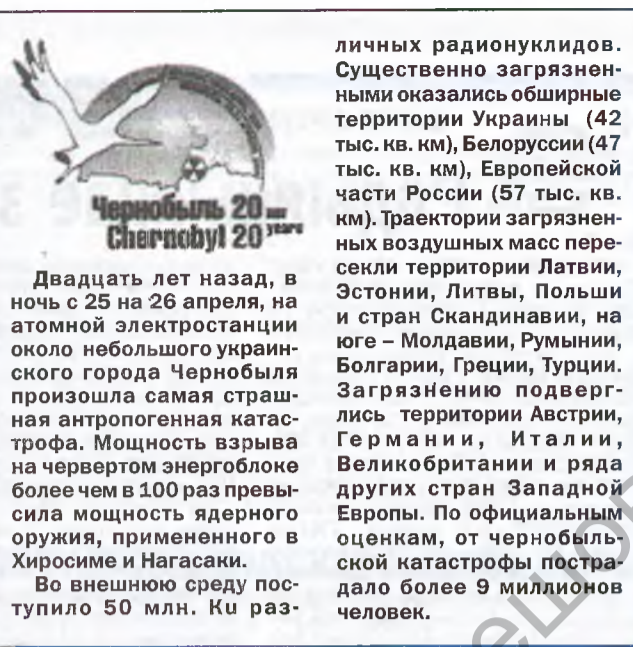 Чернобыль 20 лет
Chernobyl 20 years
Двадцать лет назад, в
ночь с 25 на 26 апреля, на
атомной электростанции
около небольшого украин-
ского города Чернобыля
произошла самая страш-
ная антропогенная катас-
трофа. Мощность взрыва
на червертом энергоблоке
более чем в 100 раз превы-
сила мощность ядерного
оружия, примененного в
Хиросиме и Нагасаки.
Во внешнюю среду пос-
тупило 50 млн. Ки раз-
личных радионуклидов.
Существенно загрязнен-
ными оказались обширные
территории Украины (42
тыс. кв. км), Белоруссии (47
тыс. кв. км), Европейской
части России (57 тыс. кв.
км). Траектории загрязнен-
ных воздушных масс пере-
секли территории Латвии,
Эстонии, Литвы, Польши
и стран Скандинавии, на
юге – Молдавии, Румынии,
Болгарии, Греции, Турции.
Загрязнению подверг-
лись территории Австрии,
Германии, Италии,
Великобритании и ряда
других стран Западной
Европы. По официальным
оценкам, от чернобыль-
ской катастрофы постра-
дало более 9 миллионов
человек.